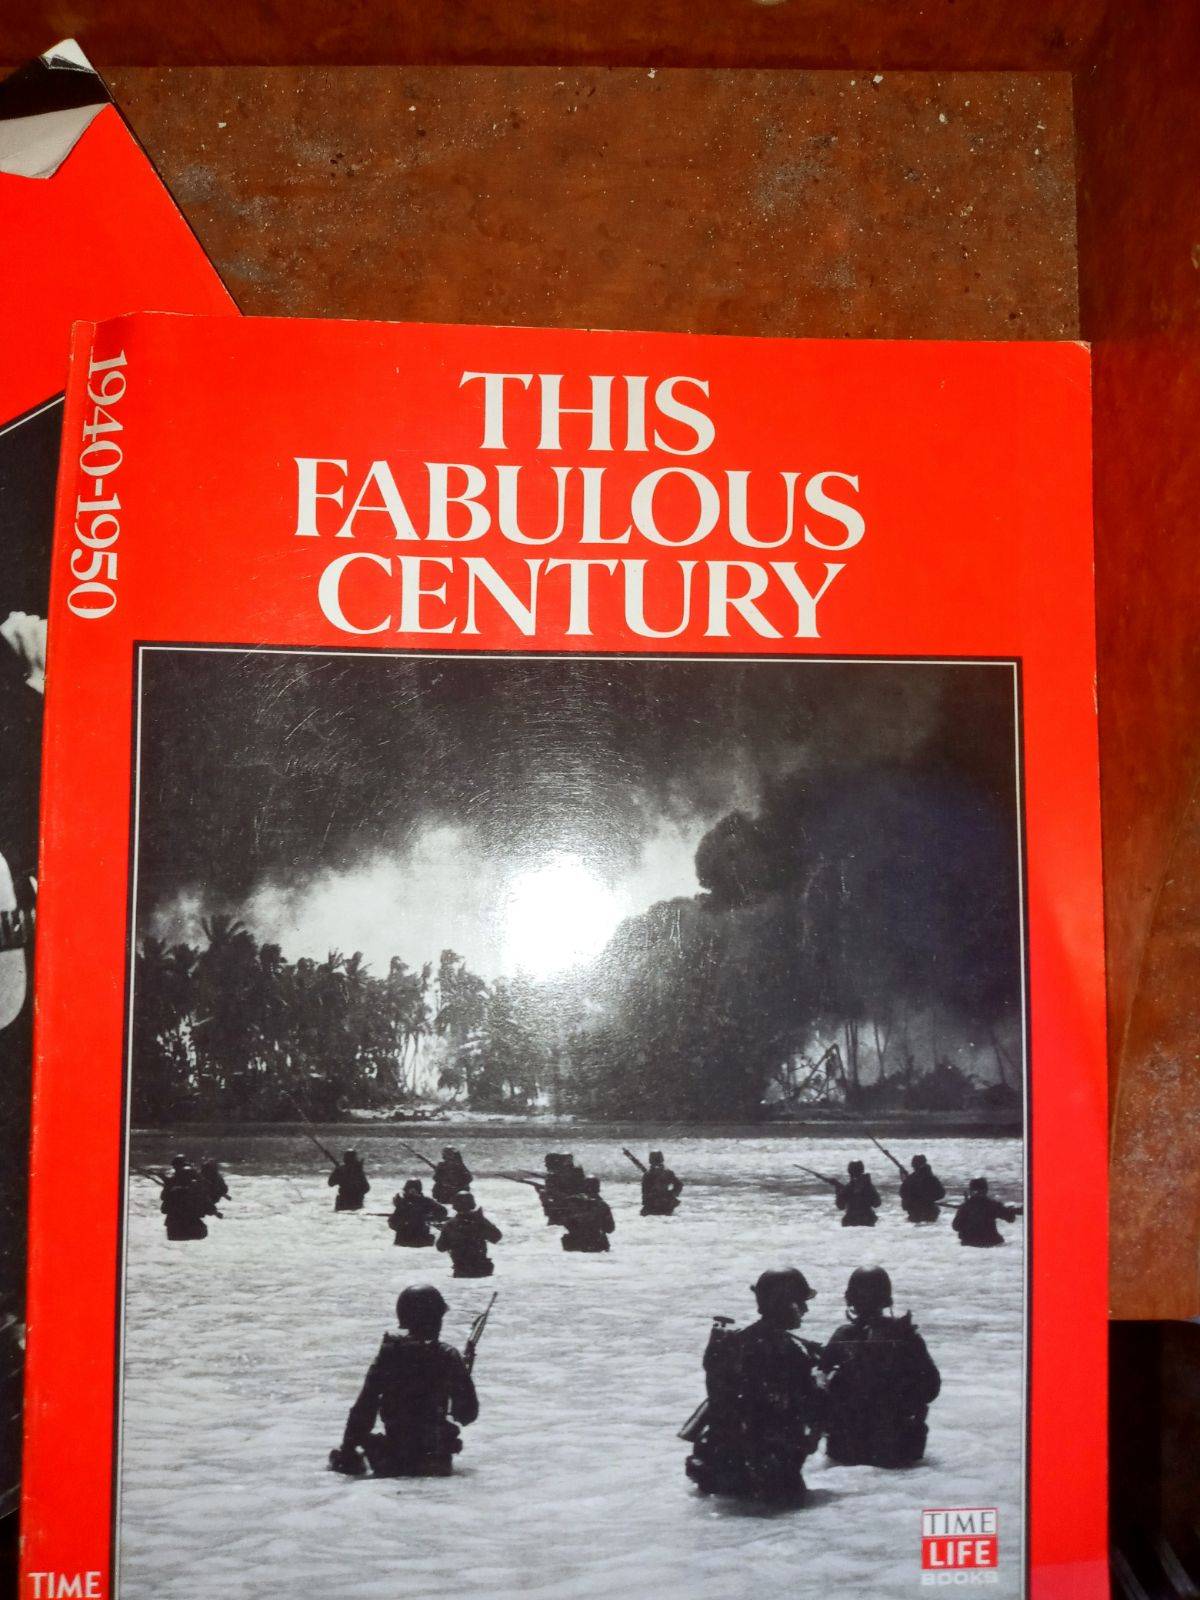 1940-1950
THIS
FABULOUS
CENTURY
TIME
LIFE
BOOKS
TIME